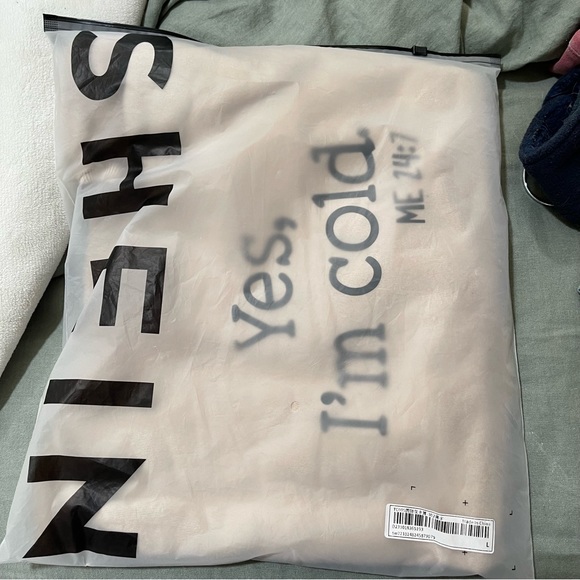 SHEIN
Yes,
I'm cold.
ME 24:7
L